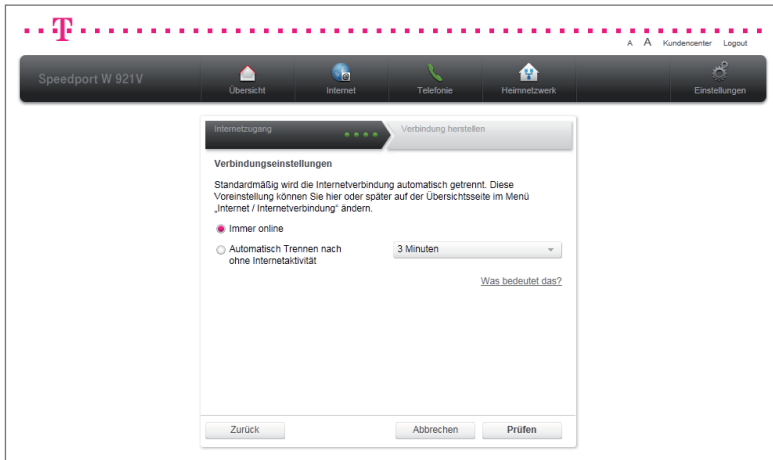 T
A A Kundencenter Logout
Speedport W 921V
Übersicht
Internet
Telefonie
Heimnetzwerk
Einstellungen
Internetzugang
Verbindung herstellen
Verbindungseinstellungen
Standardmäßig wird die Internetverbindung automatisch getrennt. Diese
Voreinstellung können Sie hier oder später auf der Übersichtsseite im Menü
„Internet / Internetverbindung“ ändern.
Immer online
Automatisch Trennen nach
ohne Internetaktivität
3 Minuten
Was bedeutet das?
Zurück
Abbrechen
Prüfen